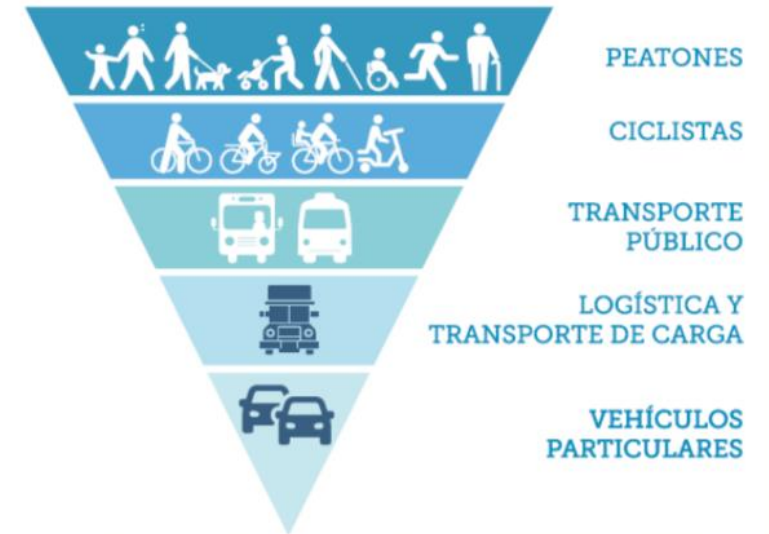 PEATONES
CICLISTAS
TRANSPORTE
PÚBLICO
LOGÍSTICA Y
TRANSPORTE DE CARGA
VEHÍCULOS
PARTICULARES